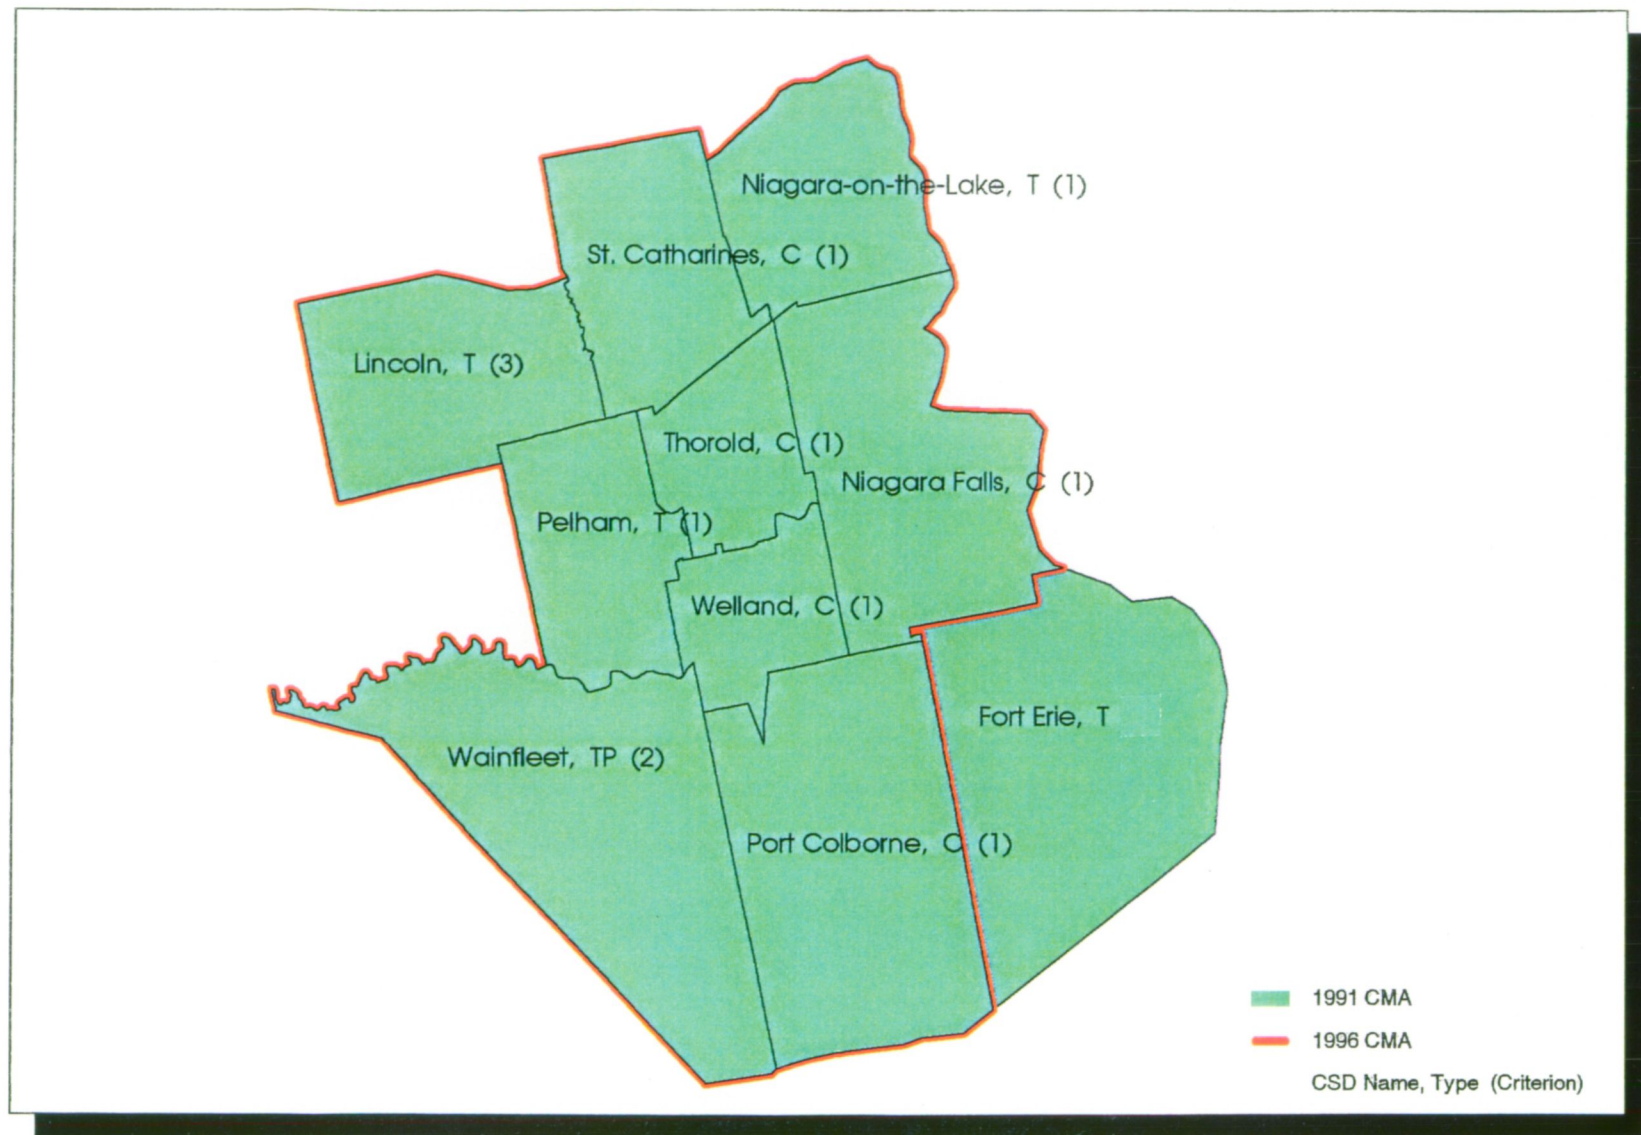 Niagara-on-the-Lake, T (1)
St. Catharines, C (1)
Lincoln, T (3)
Thorold, C (1)
Niagara Falls, C (1)
Pelham, T (1)
Welland, C (1)
Fort Erie, T
Wainfleet, TP (2)
Port Colborne, C (1)
1991 CMA
1996 CMA
CSD Name, Type (Criterion)